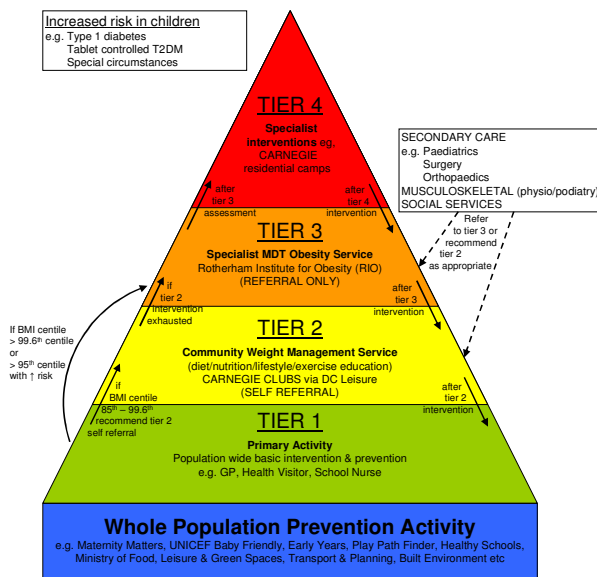 Increased risk in children
e.g. Type 1 diabetes
Tablet controlled T2DM
Special circumstances
TIER 4
Specialist
interventions eg,
CARNEGIE
residential camps
after
tier 3
assessment
after
tier 4
intervention
SECONDARY CARE
e.g. Paediatrics
Surgery
Orthopaedics
MUSCULOSKELETAL (physio/podiatry)
SOCIAL SERVICES
Refer
to tier 3 or
recommend
tier 2
as appropriate
TIER 3
Specialist MDT Obesity Service
Rotherham Institute for Obesity (RIO)
(REFERRAL ONLY)
if
tier 2
intervention
exhausted
after
tier 3
intervention
If BMI centile
> 99.6th centile
or
> 95th centile
with ↑ risk
TIER 2
Community Weight Management Service
(diet/nutrition/lifestyle/exercise education)
CARNEGIE CLUBS via DC Leisure
(SELF REFERRAL)
if
BMI centile
85th – 99.6th
recommend tier 2
self referral
after
tier 2
intervention
TIER 1
Primary Activity
Population wide basic intervention & prevention
e.g. GP, Health Visitor, School Nurse
Whole Population Prevention Activity
e.g. Maternity Matters, UNICEF Baby Friendly, Early Years, Play Path Finder, Healthy Schools,
Ministry of Food, Leisure & Green Spaces, Transport & Planning, Built Environment etc